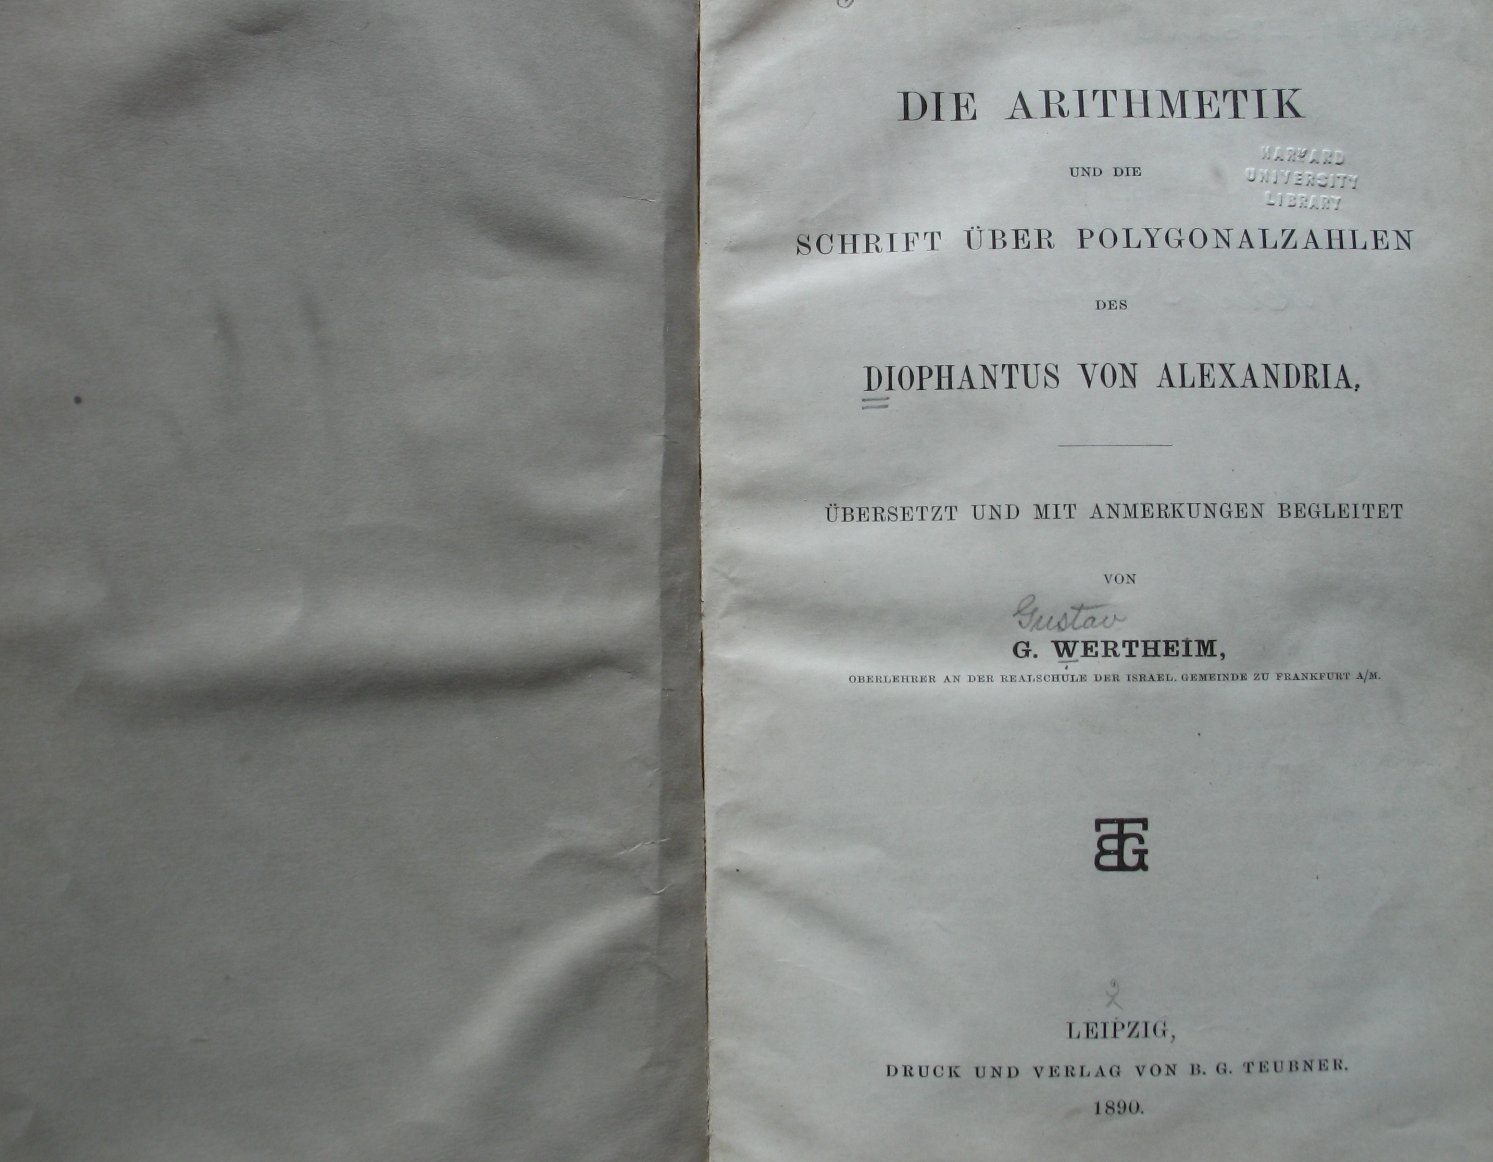 DIE ARITHMETIK
HARVARD
UNIVERSITY
LIBRARY
UND DIE
SCHRIFT ÜBER POLYGONALZAHLEN
DES
DIOPHANTUS VON ALEXANDRIA,
ÜBERSETZT UND MIT ANMERKUNGEN BEGLEITET
VON
Gustav
G. WERTHEIM,
OBERLEHRER AN DER REALSCHULE DER ISRAEL. GEMEINDE ZU FRANKFURT A/M.
BTG
LEIPZIG,
DRUCK UND VERLAG VON B. G. TEUBNER.
1890.